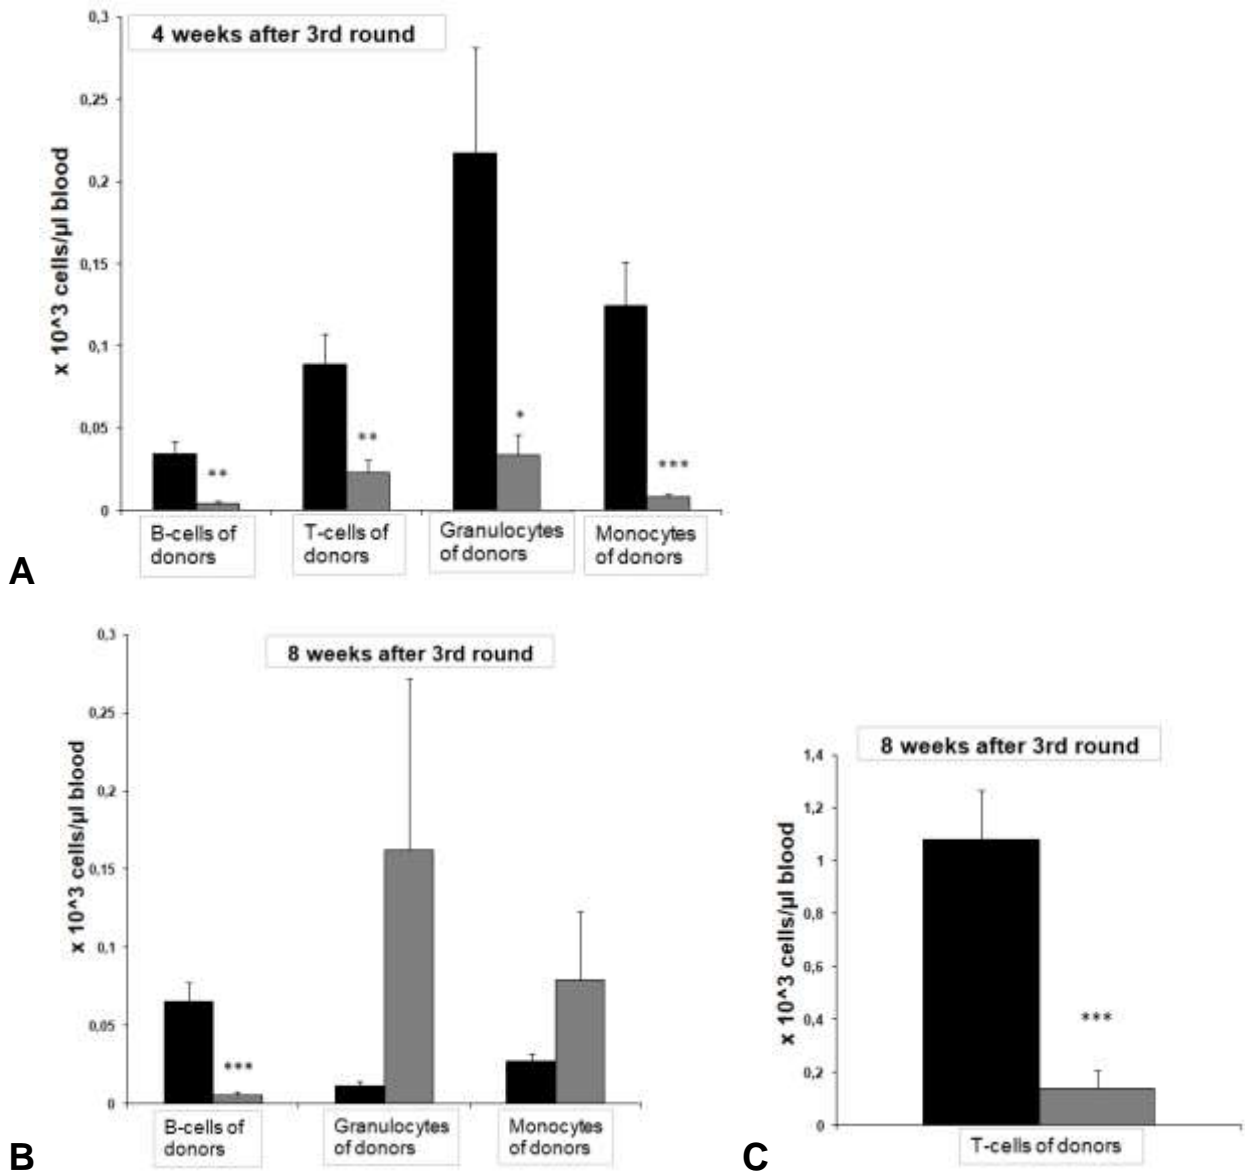 0,3
4 weeks after 3rd round
0,25
0,2
0,15
0,1
0,05
0
x 10^3 cells/µl blood
**
**
*
***
B-cells of
donors
T-cells of
donors
Granulocytes
of donors
Monocytes
of donors
A
0,3
8 weeks after 3rd round
0,25
0,2
0,15
0,1
0,05
0
x 10^3 cells/µl blood
***
B-cells of
donors
Granulocytes
of donors
Monocytes
of donors
B
8 weeks after 3rd round
1,4
1,2
1
0,8
0,6
0,4
0,2
0
x 10^3 cells/µl blood
***
T-cells of donors
C